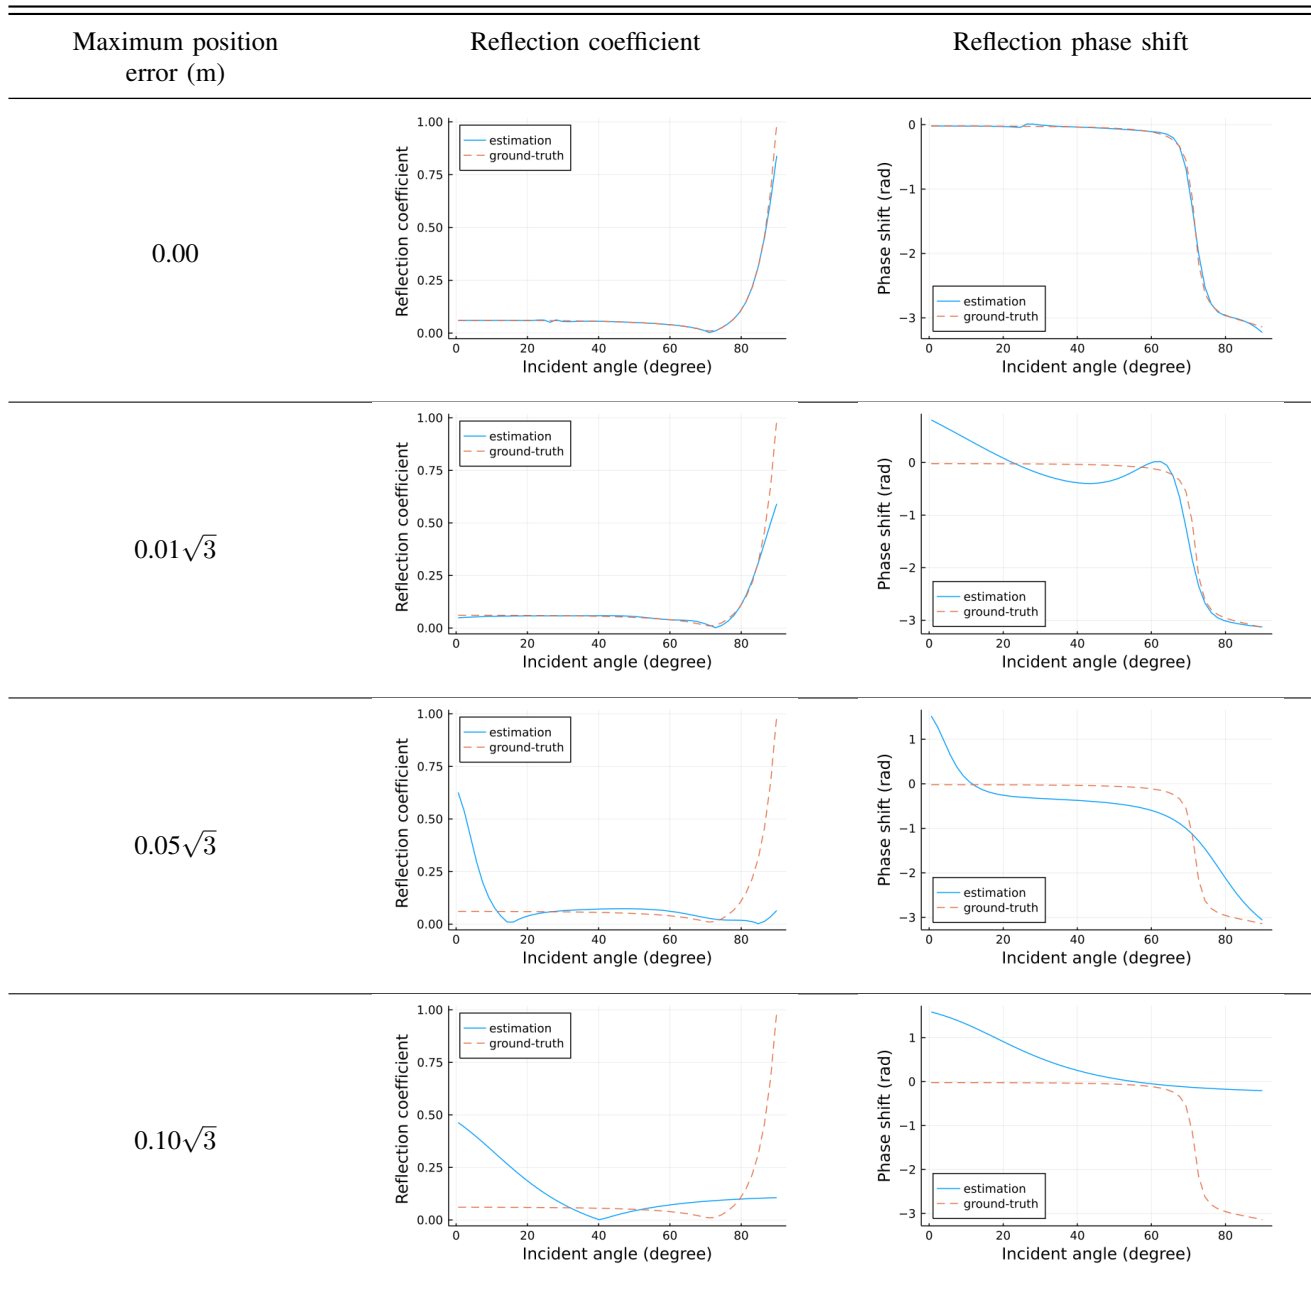 Maximum position error (m)
Reflection coefficient
Reflection phase shift
0.00
1.00
0.75
0.50
0.25
0.00
Reflection coefficient
estimation
ground-truth
0 20 40 60 80
Incident angle (degree)
0
−1
−2
−3
Phase shift (rad)
estimation
ground-truth
0 20 40 60 80
Incident angle (degree)
0.01√3
1.00
0.75
0.50
0.25
0.00
Reflection coefficient
estimation
ground-truth
0 20 40 60 80
Incident angle (degree)
0
−1
−2
−3
Phase shift (rad)
estimation
ground-truth
0 20 40 60 80
Incident angle (degree)
0.05√3
1.00
0.75
0.50
0.25
0.00
Reflection coefficient
estimation
ground-truth
0 20 40 60 80
Incident angle (degree)
1
0
−1
−2
−3
Phase shift (rad)
estimation
ground-truth
0 20 40 60 80
Incident angle (degree)
0.10√3
1.00
0.75
0.50
0.25
0.00
Reflection coefficient
estimation
ground-truth
0 20 40 60 80
Incident angle (degree)
1
0
−1
−2
−3
Phase shift (rad)
estimation
ground-truth
0 20 40 60 80
Incident angle (degree)